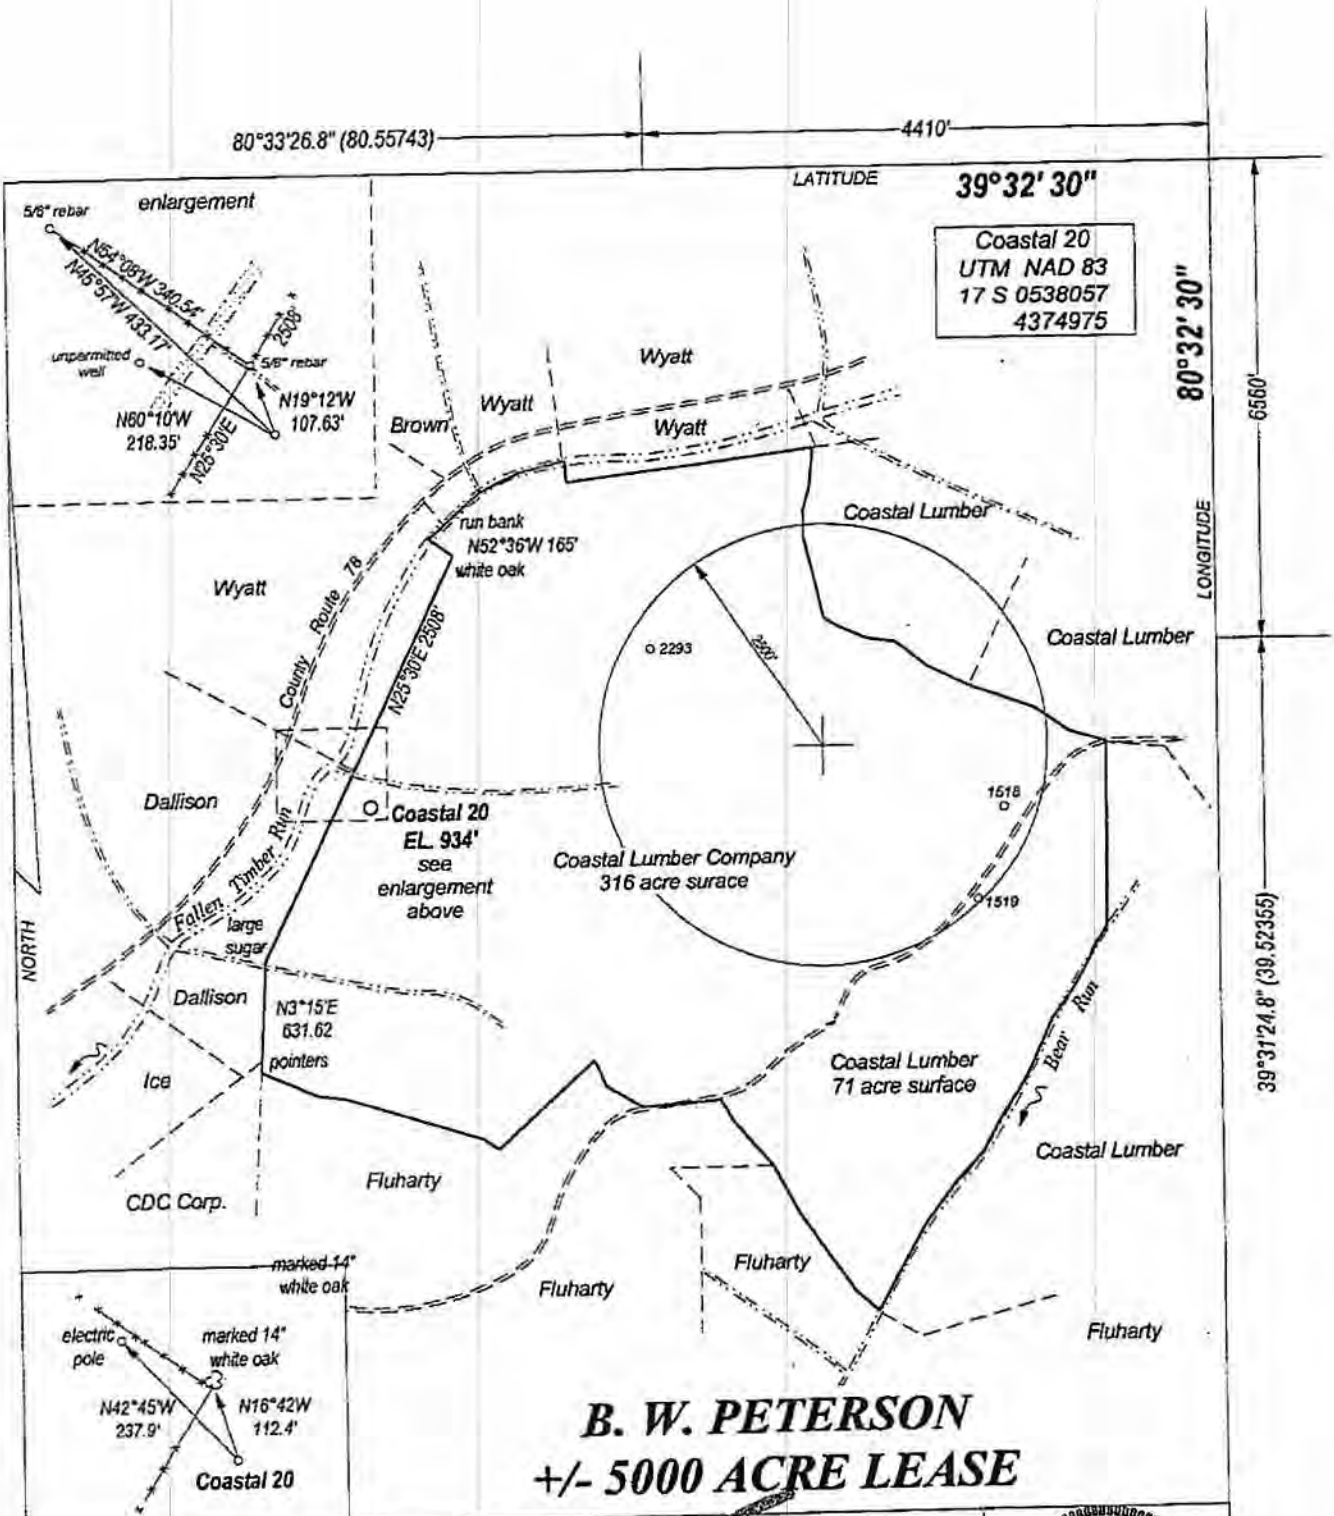 80°33'26.8" (80.55743)
4410'
LATITUDE
39°32' 30"
5/8" rebar
enlargement
N54°08'W 340.54'
N45°57'W 433.17'
2508'
unpermitted
well
5/8" rebar
N60°10'W
218.35'
N25°30'E
N19°12'W
107.63'
Coastal 20
UTM NAD 83
17 S 0538057
4374975
80°32' 30"
6560'
LONGITUDE
Wyatt
Wyatt
Brown
Wyatt
run bank
N52°36'W 165'
white oak
Coastal Lumber
Wyatt
County Route 78
N25°30'E 2508'
2293
2500'
Coastal Lumber
Dallison
Coastal 20
EL. 934'
see
enlargement
above
1518
Coastal Lumber Company
316 acre surace
1519
Fallen Timber Run
large
sugar
NORTH
Dallison
N3°15'E
631.62
pointers
Ice
Coastal Lumber
71 acre surface
Bear Run
39°31'24.8" (39.52355)
Coastal Lumber
Fluharty
CDC Corp.
marked 14"
white oak
Fluharty
Fluharty
Fluharty
electric
pole
marked 14"
white oak
N42°45'W
237.9'
N16°42'W
112.4'
Coastal 20
B. W. PETERSON
+/- 5000 ACRE LEASE